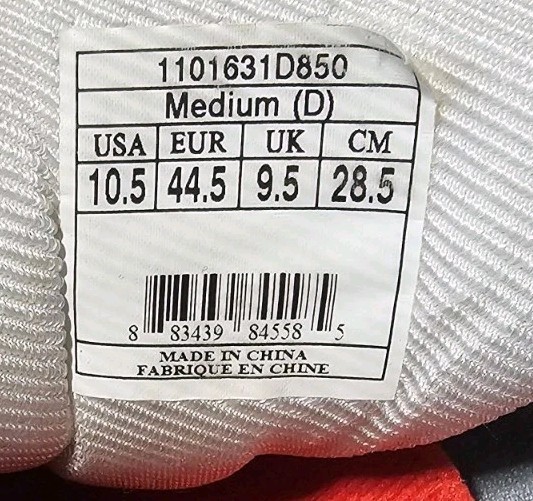 1101631D850
Medium (D)
USA EUR UK CM
10.5 44.5 9.5 28.5
8 83439 84558 5
MADE IN CHINA
FABRIQUE EN CHINE